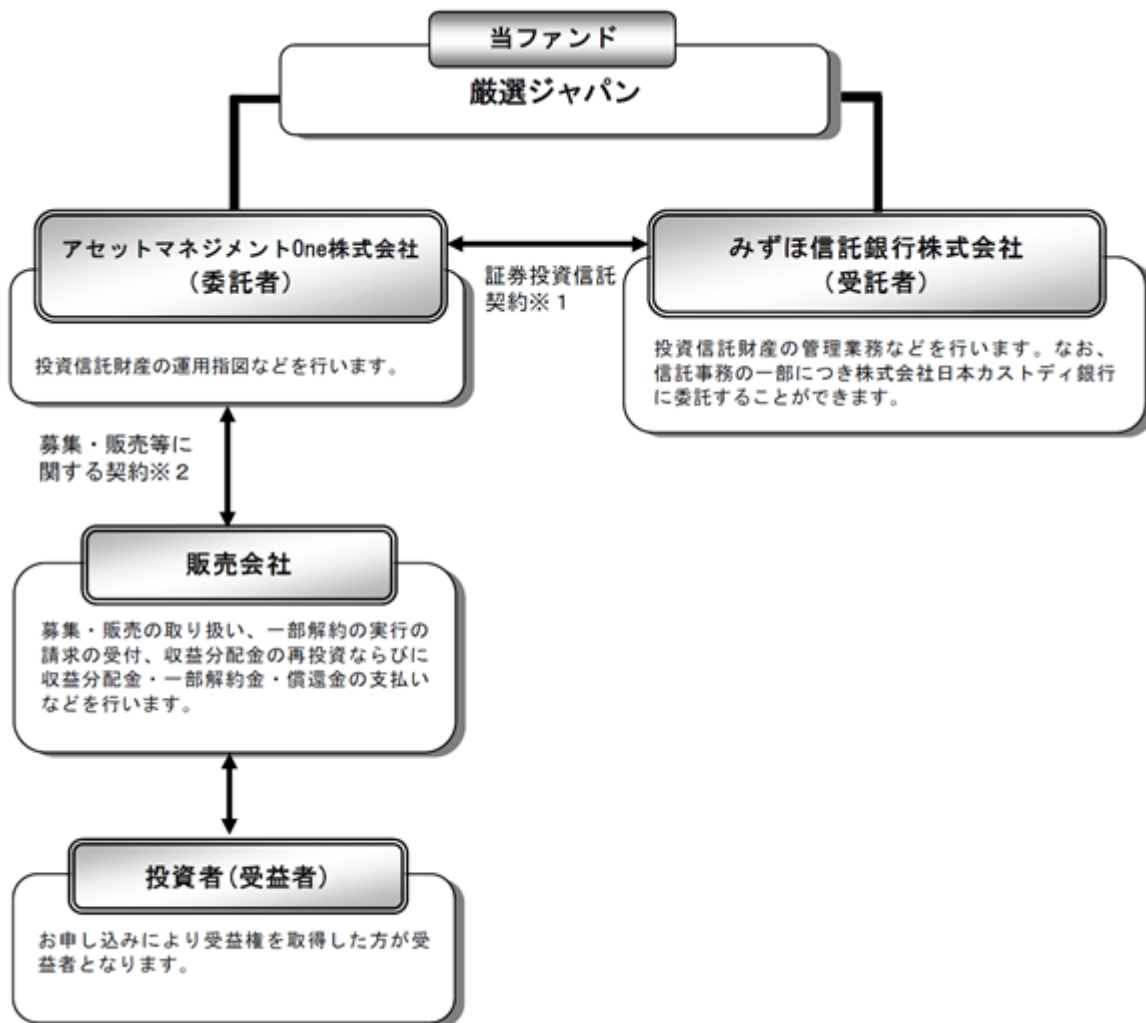 当ファンド
厳選ジャパン
アセットマネジメントOne株式会社
(委託者)
投資信託財産の運用指図などを行います。
証券投資信託
契約※1
みずほ信託銀行株式会社
(受託者)
投資信託財産の管理業務などを行います。なお、
信託事務の一部につき株式会社日本カストディ銀行
に委託することができます。
募集・販売等に
関する契約※2
販売会社
募集・販売の取り扱い、一部解約の実行の
請求の受付、収益分配金の再投資ならびに
収益分配金・一部解約金・償還金の支払い
などを行います。
投資者(受益者)
お申し込みにより受益権を取得した方が受
益者となります。